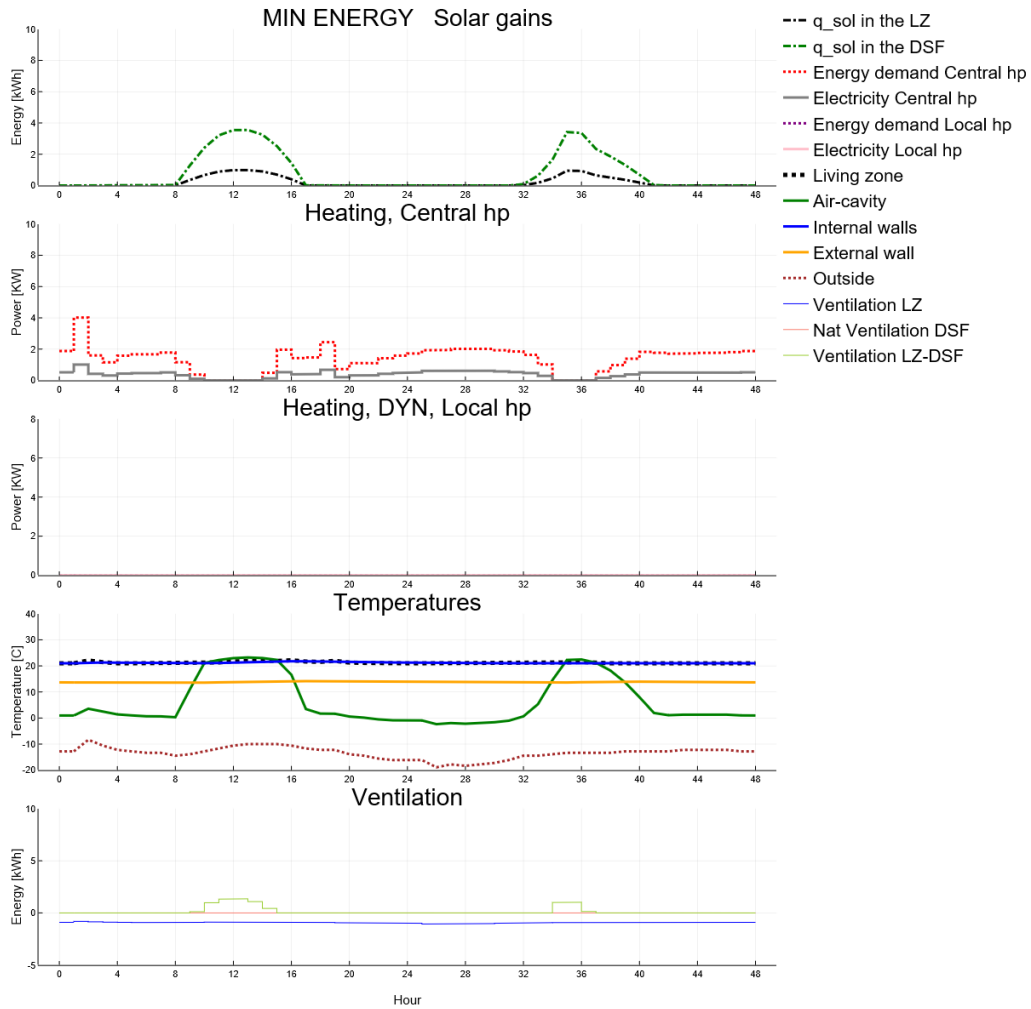 MIN ENERGY Solar gains
10
8
6
4
2
0
Energy [kWh]
0 4 8 12 16 20 24 28 32 36 40 44 48
Heating, Central hp
10
8
6
4
2
0
Power [KW]
0 4 8 12 16 20 24 28 32 36 40 44 48
Heating, DYN, Local hp
8
6
4
2
0
Power [KW]
0 4 8 12 16 20 24 28 32 36 40 44 48
Temperatures
40
30
20
10
0
-10
-20
Temperature [C]
0 4 8 12 16 20 24 28 32 36 40 44 48
Ventilation
10
5
0
-5
Energy [kWh]
0 4 8 12 16 20 24 28 32 36 40 44 48
Hour
q_sol in the LZ
q_sol in the DSF
Energy demand Central hp
Electricity Central hp
Energy demand Local hp
Electricity Local hp
Living zone
Air-cavity
Internal walls
External wall
Outside
Ventilation LZ
Nat Ventilation DSF
Ventilation LZ-DSF